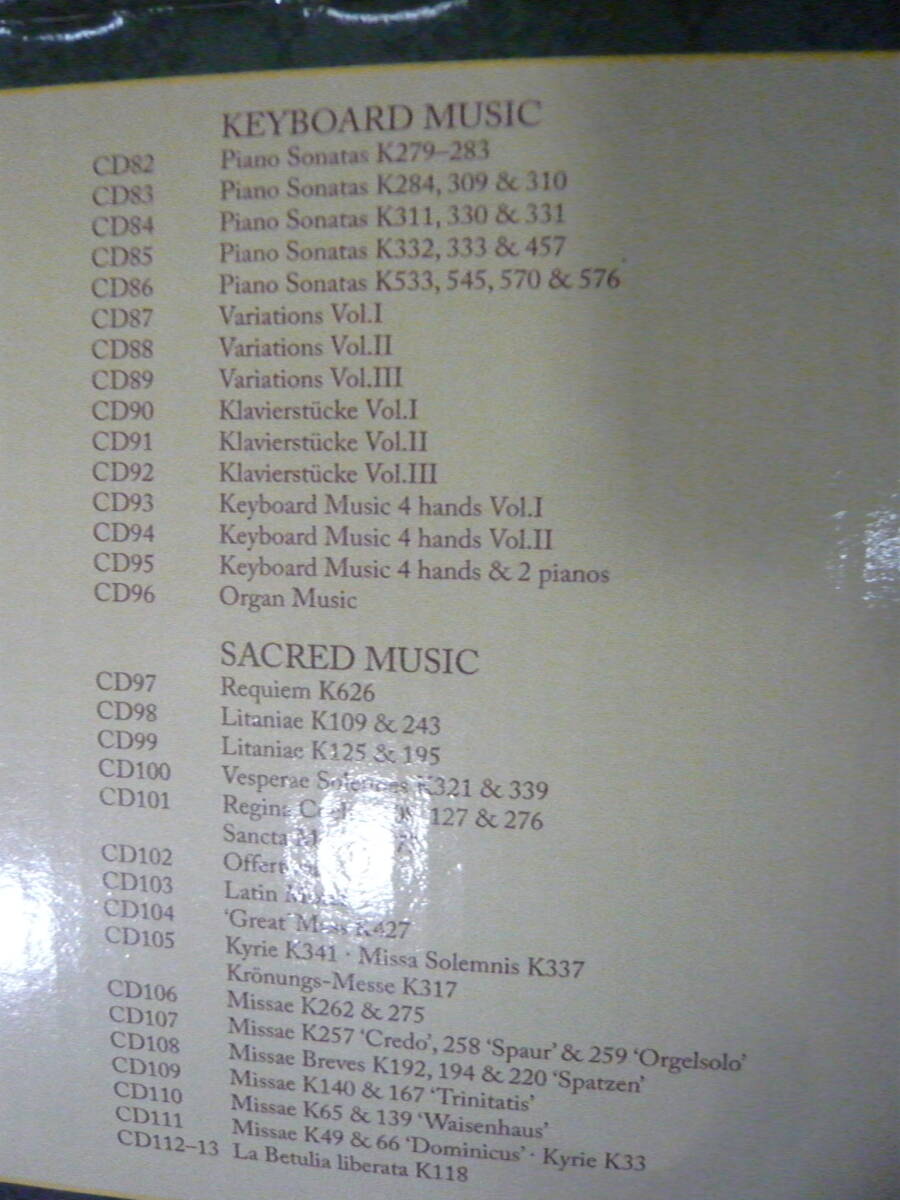 KEYBOARD MUSIC
CD82 Piano Sonatas K279–283
CD83 Piano Sonatas K284, 309 & 310
CD84 Piano Sonatas K311, 330 & 331
CD85 Piano Sonatas K332, 333 & 457
CD86 Piano Sonatas K533, 545, 570 & 576
CD87 Variations Vol.I
CD88 Variations Vol.II
CD89 Variations Vol.III
CD90 Klavierstücke Vol.I
CD91 Klavierstücke Vol.II
CD92 Klavierstücke Vol.III
CD93 Keyboard Music 4 hands Vol.I
CD94 Keyboard Music 4 hands Vol.II
CD95 Keyboard Music 4 hands & 2 pianos
CD96 Organ Music
SACRED MUSIC
CD97 Requiem K626
CD98 Litaniae K109 & 243
CD99 Litaniae K125 & 195
CD100 Vesperae Solennes K321 & 339
CD101 Regina 127 & 276
Sancta
CD102
CD103 Latin
CD104 ‘Great’ Mass K427
CD105 Kyrie K341 · Missa Solemnis K337
Krönungs-Messe K317
CD106 Missae K262 & 275
CD107 Missae K257 ‘Credo’, 258 ‘Spaur’ & 259 ‘Orgelsolo’
CD108 Missae Breves K192, 194 & 220 ‘Spatzen’
CD109 Missae K140 & 167 ‘Trinitatis’
CD110 Missae K65 & 139 ‘Waisenhaus’
CD111 Missae K49 & 66 ‘Dominicus’ · Kyrie K33
CD112–13 La Betulia liberata K118